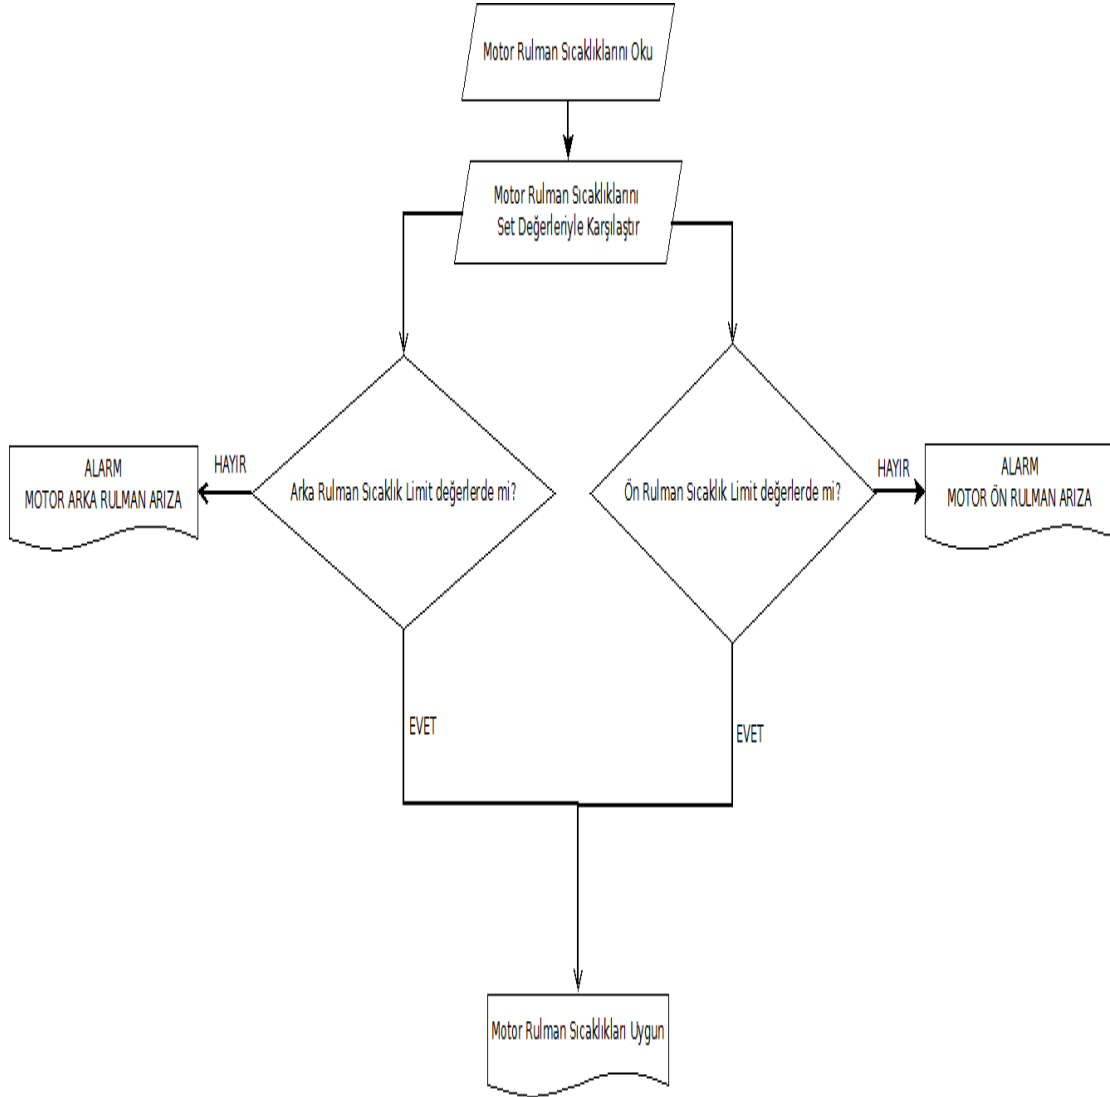 Motor Rulman Sıcaklıklarını Oku
Motor Rulman Sıcaklıklarını
Set Değerleriyle Karşılaştır
ALARM
MOTOR ARKA RULMAN ARIZA
HAYIR
Arka Rulman Sıcaklık Limit değerlerde mi?
Ön Rulman Sıcaklık Limit değerlerde mi?
HAYIR
ALARM
MOTOR ÖN RULMAN ARIZA
EVET
EVET
Motor Rulman Sıcaklıkları Uygun